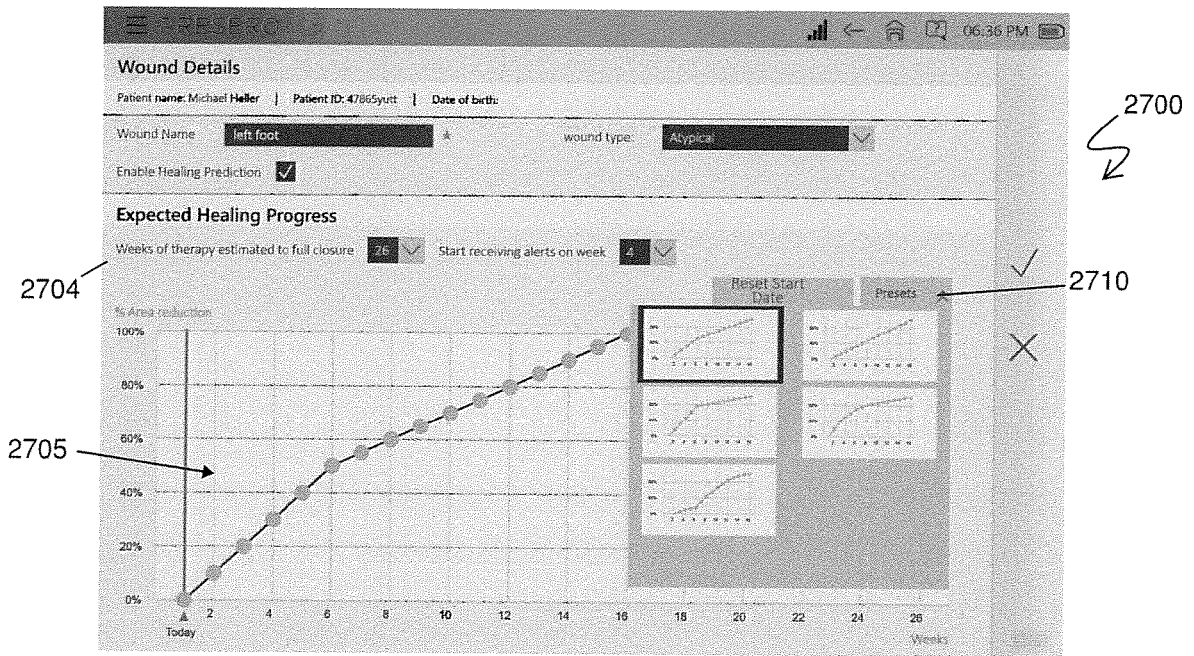 06:36 PM
Wound Details
Patient name: Michael Heller | Patient ID: 47865yutt | Date of birth:
2700
Wound Name left foot * wound type: Atypical
Enable Healing Prediction
Expected Healing Progress
Weeks of therapy estimated to full closure 26 Start receiving alerts on week 4
2704
Reset Start Date
Presets
2710
% Area reduction
100%
80%
60%
2705
40%
20%
0%
2 4 6 8 10 12 14 16 18 20 22 24 26
Today
Weeks